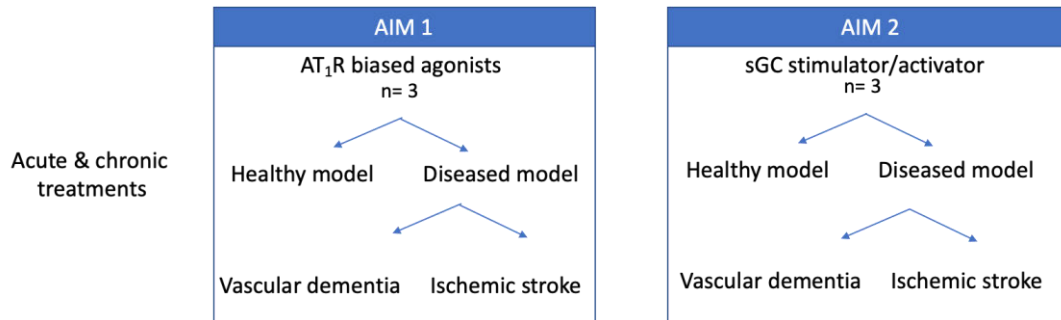 AIM 1
AT₁R biased agonists
n= 3
Healthy model
Diseased model
Vascular dementia
Ischemic stroke
AIM 2
sGC stimulator/activator
n= 3
Healthy model
Diseased model
Vascular dementia
Ischemic stroke
Acute & chronic
treatments